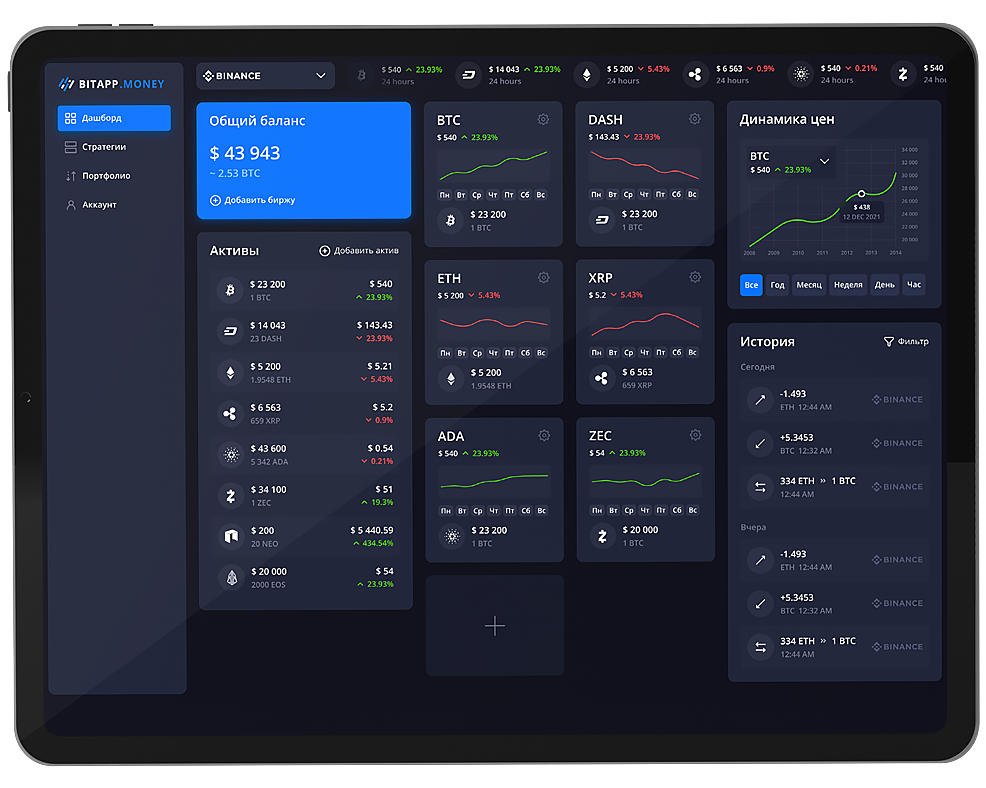 BITAPP.MONEY
Дашборд
Стратегии
Портфолио
Аккаунт
BINANCE
$ 540 23.93%
24 hours
$ 14 043 23.93%
24 hours
$ 5 200 5.43%
24 hours
$ 6 563 0.9%
24 hours
$ 540 0.21%
24 hours
$ 540
24 hou
Общий баланс
$ 43 943
~ 2.53 BTC
Добавить биржу
Активы
Добавить актив
$ 23 200 $ 540
1 BTC 23.93%
$ 14 043 $ 143.43
23 DASH 23.93%
$ 5 200 $ 5.21
1.9548 ETH 5.43%
$ 6 563 $ 5.2
659 XRP 0.9%
$ 43 600 $ 0.54
5 342 ADA 0.21%
$ 34 100 $ 51
1 ZEC 19.3%
$ 200 $ 5 440.59
20 NEO 434.54%
$ 20 000 $ 54
2000 EOS 23.93%
BTC
$ 540 23.93%
Пн Вт Ср Чт Пт Сб Вс
$ 23 200
1 BTC
DASH
$ 143.43 23.93%
Пн Вт Ср Чт Пт Сб Вс
$ 23 200
1 BTC
ETH
$ 5 200 5.43%
Пн Вт Ср Чт Пт Сб Вс
$ 5 200
1.9548 ETH
XRP
$ 5.2 5.43%
Пн Вт Ср Чт Пт Сб Вс
$ 6 563
659 XRP
ADA
$ 540 23.93%
Пн Вт Ср Чт Пт Сб Вс
$ 23 200
1 BTC
ZEC
$ 54 23.93%
Пн Вт Ср Чт Пт Сб Вс
$ 20 000
1 BTC
Динамика цен
BTC
$ 540 23.93%
34 000
32 000
30 000
28 000
26 000
24 000
22 000
20 000
$ 438
12 DEC 2021
2008 2009 2010 2011 2012 2013 2014
Все Год Месяц Неделя День Час
История
Фильтр
Сегодня
-1.493
ETH 12:44 AM
BINANCE
+5.3453
BTC 12:32 AM
BINANCE
334 ETH » 1 BTC
12:44 AM
BINANCE
Вчера
-1.493
ETH 12:44 AM
BINANCE
+5.3453
BTC 12:32 AM
BINANCE
334 ETH » 1 BTC
12:44 AM
BINANCE